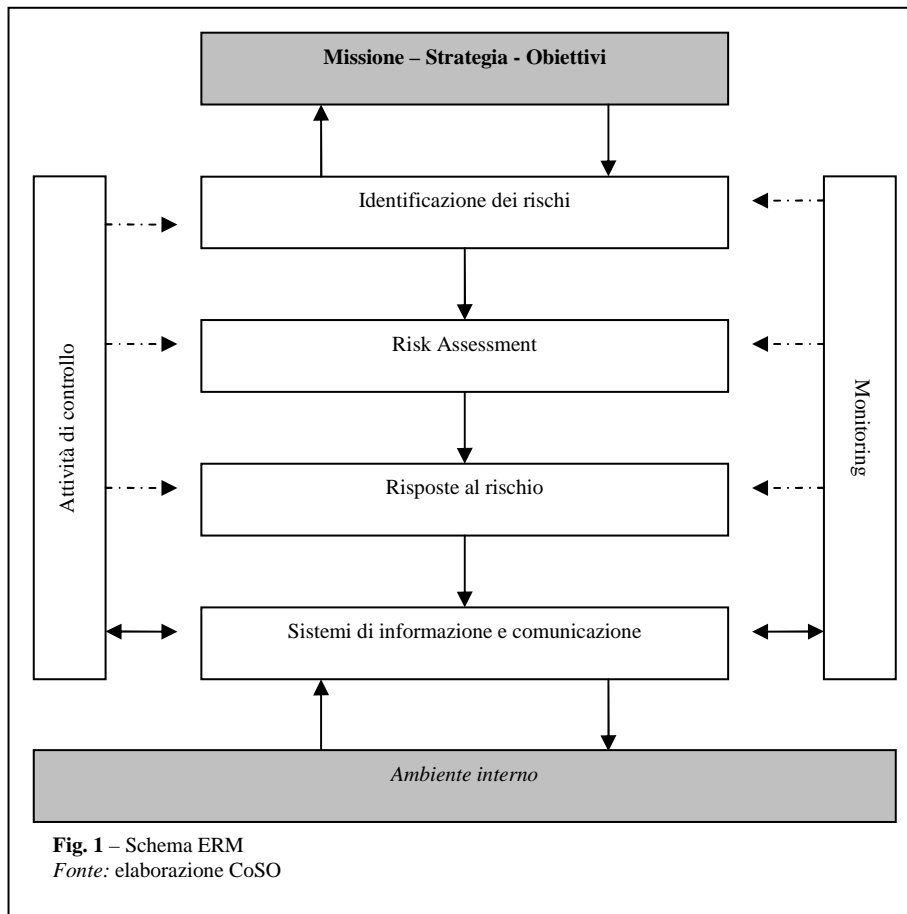 Missione – Strategia - Obiettivi
Identificazione dei rischi
Attività di controllo
Risk Assessment
Monitoring
Risposte al rischio
Sistemi di informazione e comunicazione
Ambiente interno
Fig. 1 – Schema ERM
Fonte: elaborazione CoSO